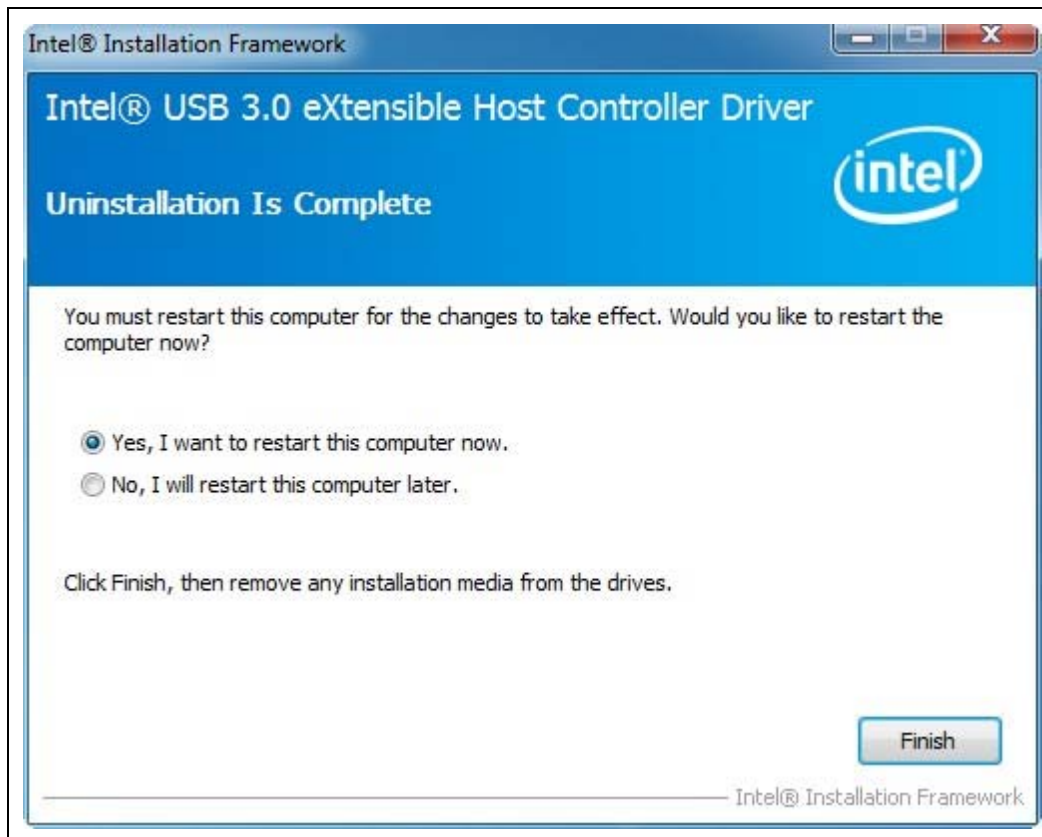 Intel® Installation Framework
Intel® USB 3.0 eXtensible Host Controller Driver
intel
Uninstallation Is Complete
You must restart this computer for the changes to take effect. Would you like to restart the
computer now?
Yes, I want to restart this computer now.
No, I will restart this computer later.
Click Finish, then remove any installation media from the drives.
Finish
Intel® Installation Framework